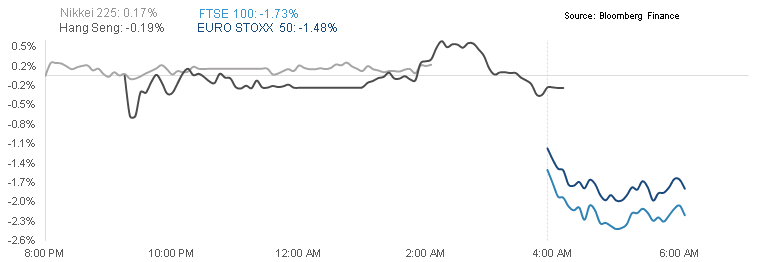 Nikkei 225: 0.17%
FTSE 100: -1.73%
Source: Bloomberg Finance
Hang Seng: -0.19%
EURO STOXX 50: -1.48%
0.5%
0.2%
-0.2%
-0.5%
-0.8%
-1.1%
-1.4%
-1.7%
-2.0%
-2.3%
-2.6%
8:00 PM
10:00 PM
12:00 AM
2:00 AM
4:00 AM
6:00 AM